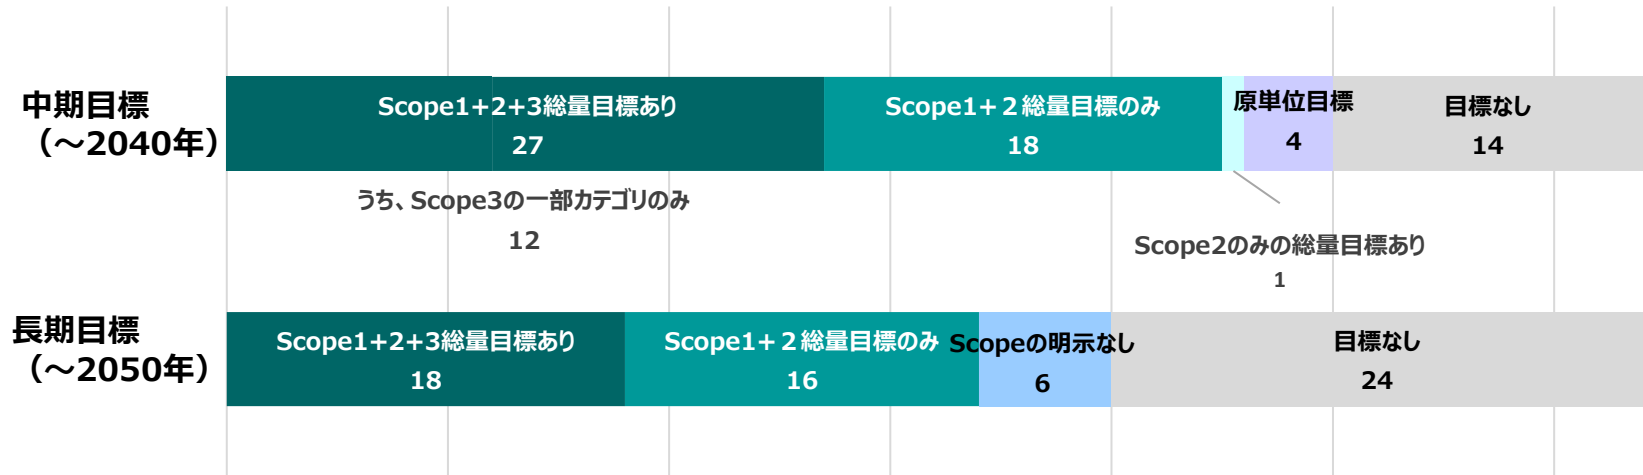 中期目標
（～2040年）
Scope1+2+3総量目標あり
27
Scope1+２総量目標のみ
18
原単位目標
4
目標なし
14
うち、Scope3の一部カテゴリのみ
12
Scope2のみの総量目標あり
1
長期目標
（～2050年）
Scope1+2+3総量目標あり
18
Scope1+２総量目標のみ
16
Scopeの明示なし
6
目標なし
24